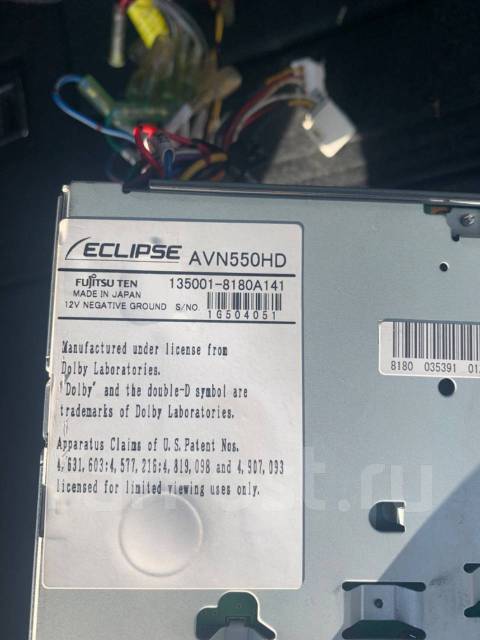 ECLIPSE AVN550HD
FUJITSU TEN 135001-8180A141
MADE IN JAPAN
12V NEGATIVE GROUND S/NO.
1G504051
Manufactured under license from
Dolby Laboratories.
"Dolby" and the double-D symbol are
trademarks of Dolby Laboratories.
Apparatus Claims of U.S. Patent Nos.
4,631,603;4,577,216;4,819,098 and 4,907,093
licensed for limited viewing uses only.
8180 035391